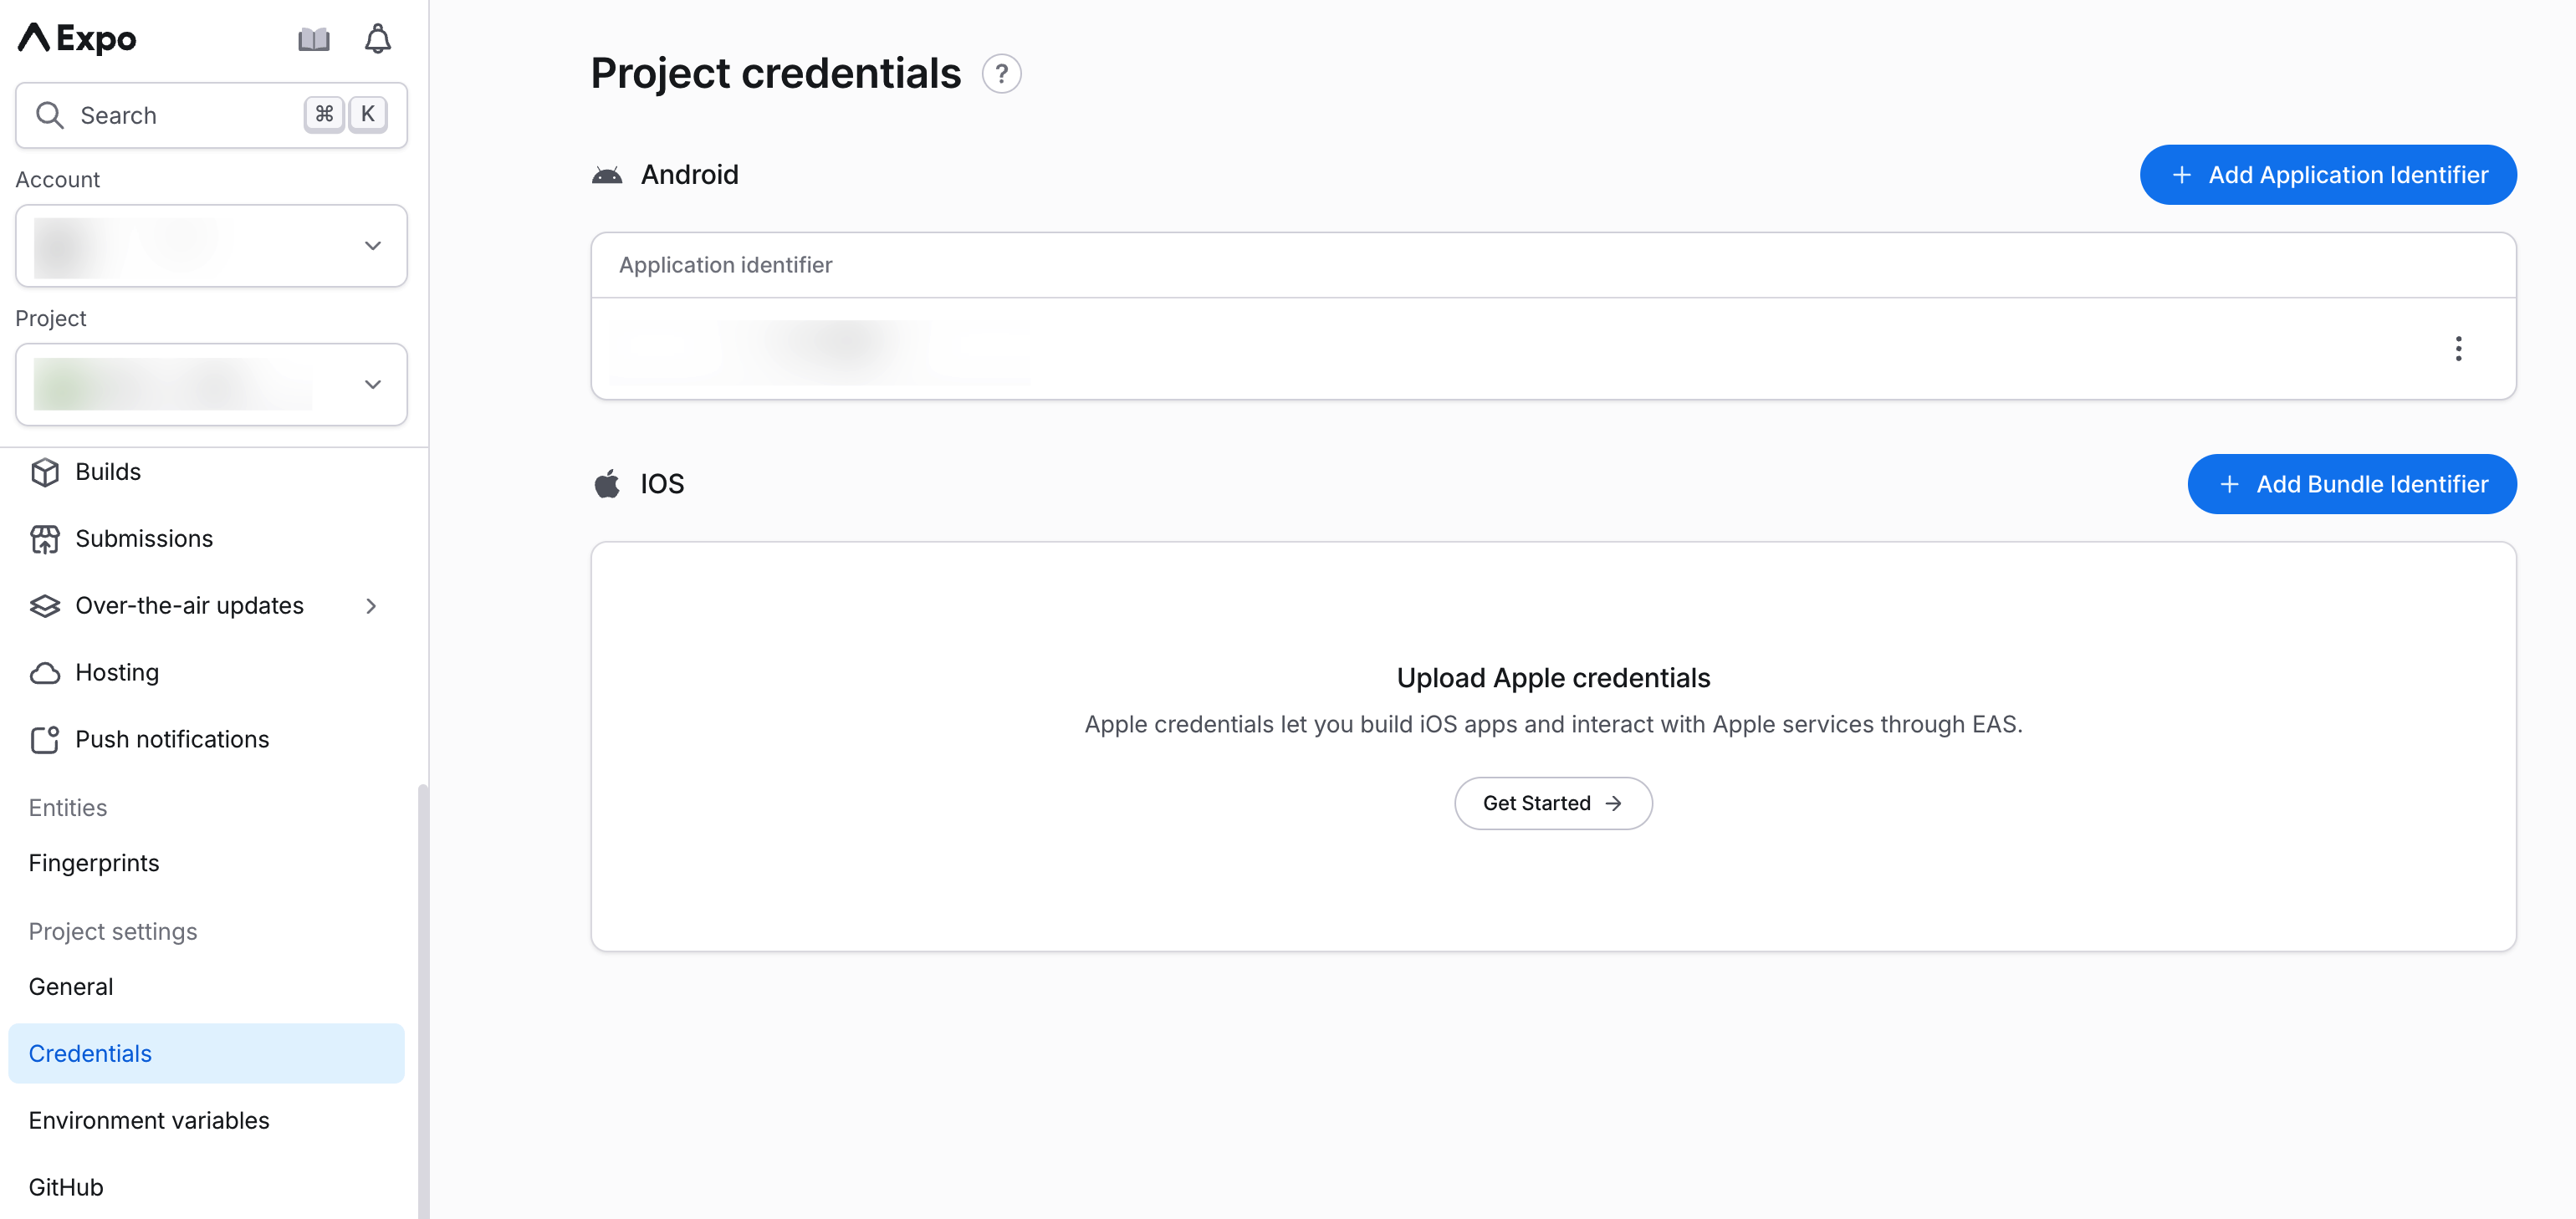 Expo
Search ⌘ K
Account
Project
Builds
Submissions
Over-the-air updates
Hosting
Push notifications
Entities
Fingerprints
Project settings
General
Credentials
Environment variables
GitHub
Project credentials ?
Android
+ Add Application Identifier
Application identifier
IOS
+ Add Bundle Identifier
Upload Apple credentials
Apple credentials let you build iOS apps and interact with Apple services through EAS.
Get Started →